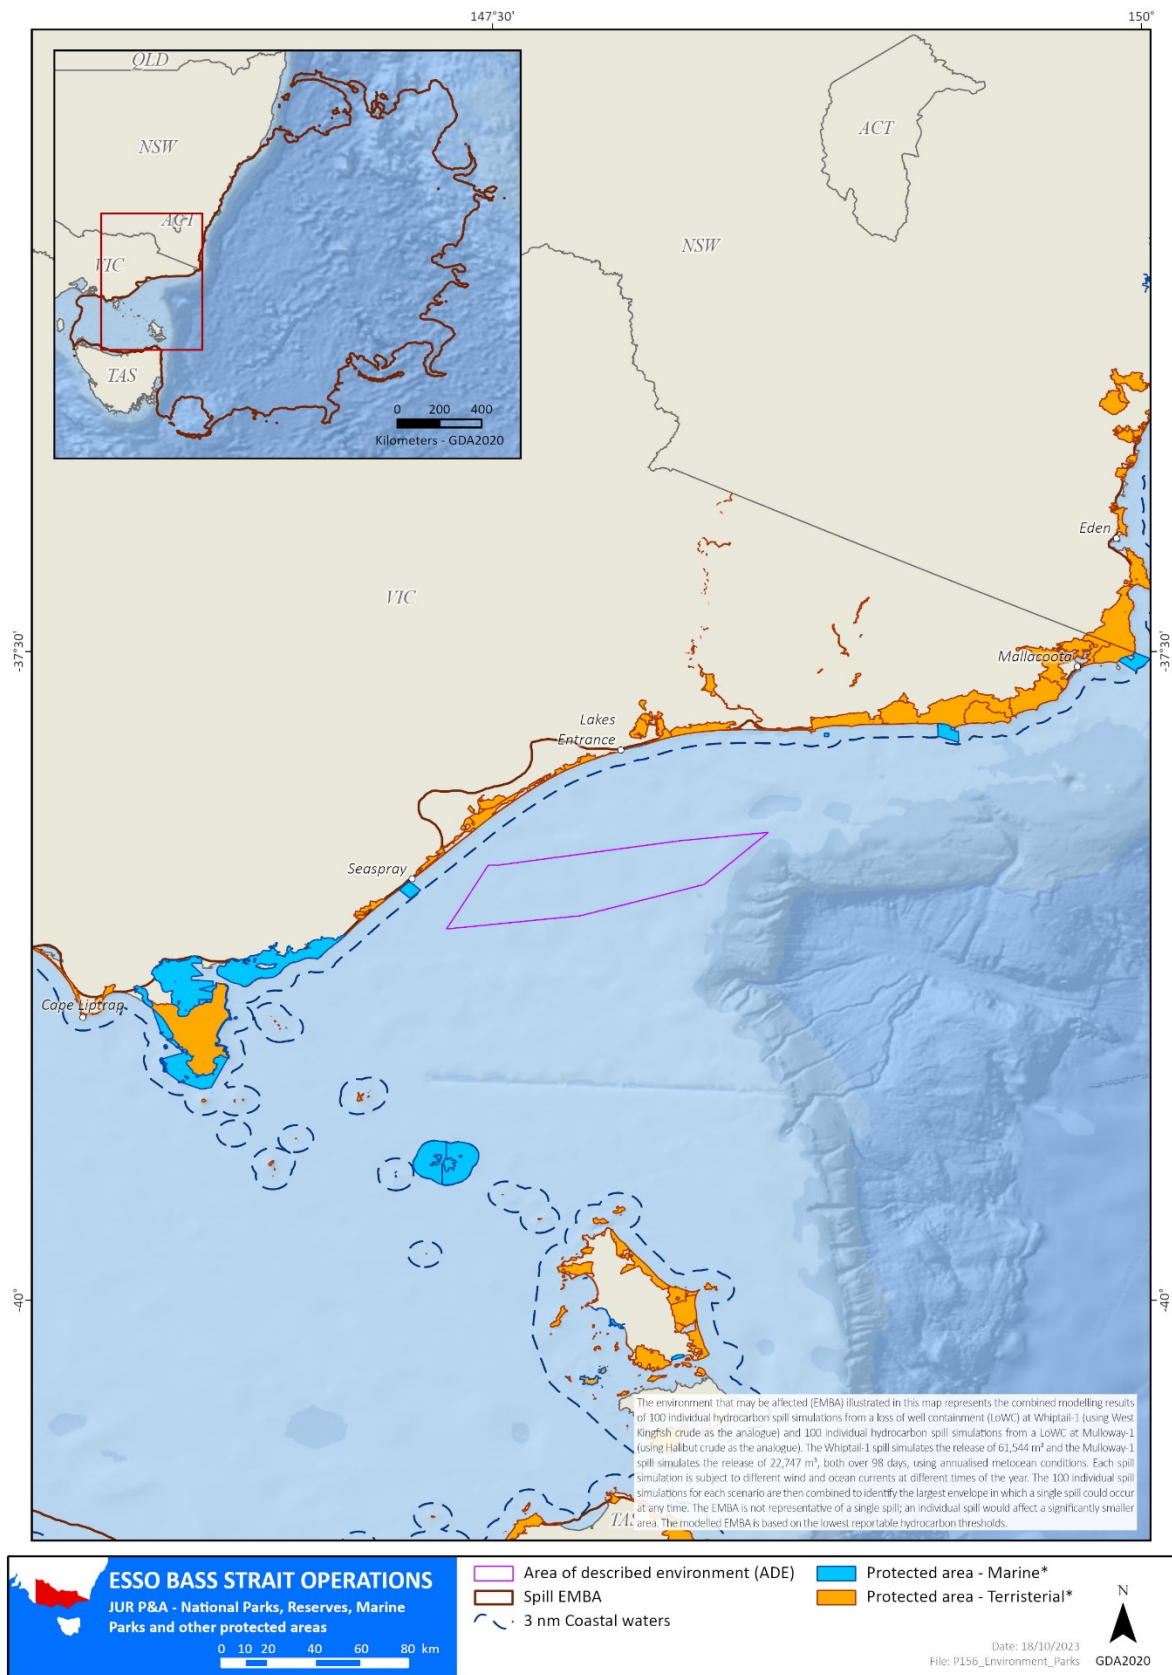 147°30'
150°
QLD
NSW
ACT
VIC
TAS
0 200 400
Kilometers - GDA2020
ACT
NSW
VIC
Eden
-37°30'
-37°30'
Mallacoota
Lakes
Entrance
Seaspray
Cape Liptrap
-40°
-40°
The environment that may be affected (EMBA) illustrated in this map represents the combined modelling results
of 100 individual hydrocarbon spill simulations from a loss of well containment (LoWC) at Whiptail-1 (using West
Kingfish crude as the analogue) and 100 individual hydrocarbon spill simulations from a LoWC at Mulloway-1
(using Halibut crude as the analogue). The Whiptail-1 spill simulates the release of 61,544 m³ and the Mulloway-1
spill simulates the release of 22,747 m³, both over 98 days, using annualised metocean conditions. Each spill
simulation is subject to different wind and ocean currents at different times of the year. The 100 individual spill
simulations for each scenario are then combined to identify the largest envelope in which a single spill could occur
at any time. The EMBA is not representative of a single spill; an individual spill would affect a significantly smaller
area. The modelled EMBA is based on the lowest reportable hydrocarbon thresholds.
TAS
ESSO BASS STRAIT OPERATIONS
JUR P&A - National Parks, Reserves, Marine
Parks and other protected areas
0 10 20 40 60 80 km
Area of described environment (ADE)
Spill EMBA
3 nm Coastal waters
Protected area - Marine*
Protected area - Terristerial*
N
Date: 18/10/2023
File: P156_Environment_Parks
GDA2020